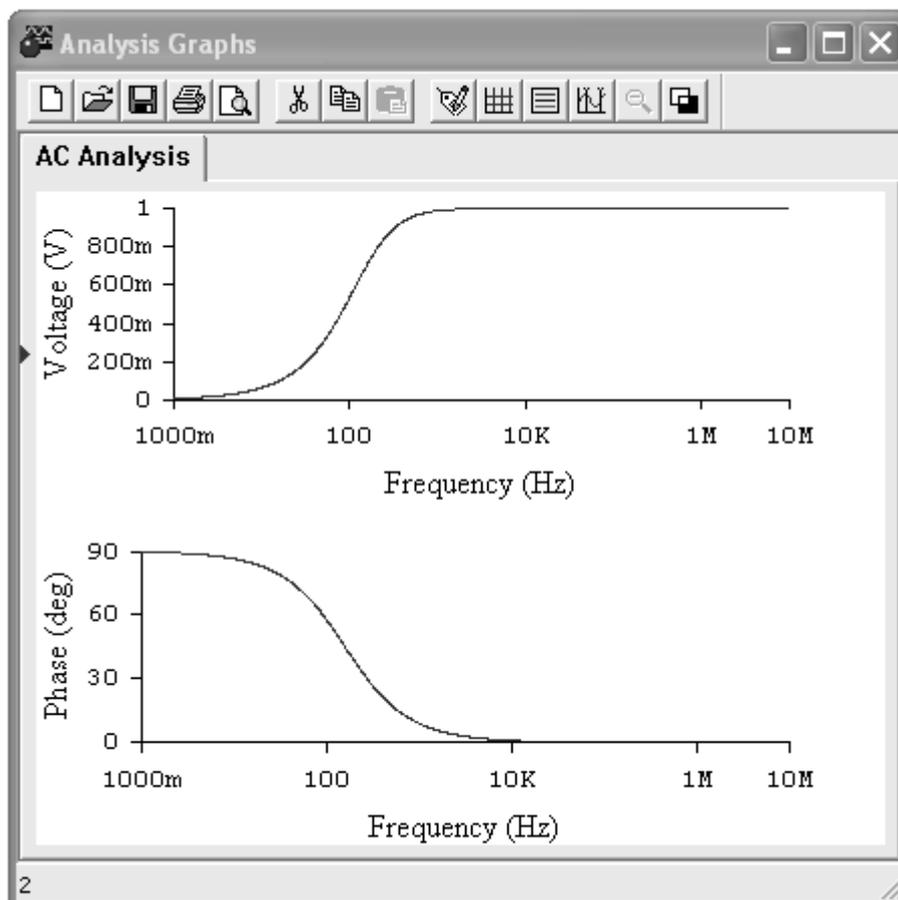 Analysis Graphs
AC Analysis
Voltage (V)
1
800m
600m
400m
200m
0
1000m 100 10K 1M 10M
Frequency (Hz)
Phase (deg)
90
60
30
0
1000m 100 10K 1M 10M
Frequency (Hz)
2